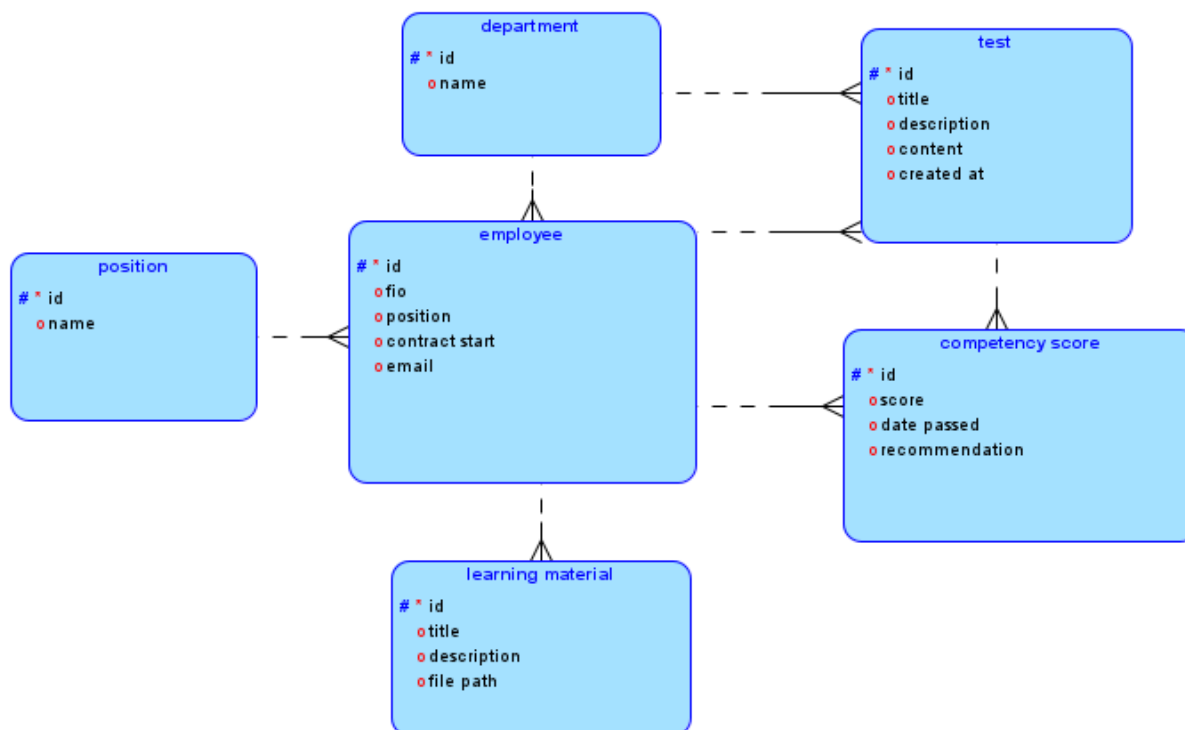 department
# * id
o name
test
# * id
o title
o description
o content
o created at
position
# * id
o name
employee
# * id
o fio
o position
o contract start
o email
competency score
# * id
o score
o date passed
o recommendation
learning material
# * id
o title
o description
o file path